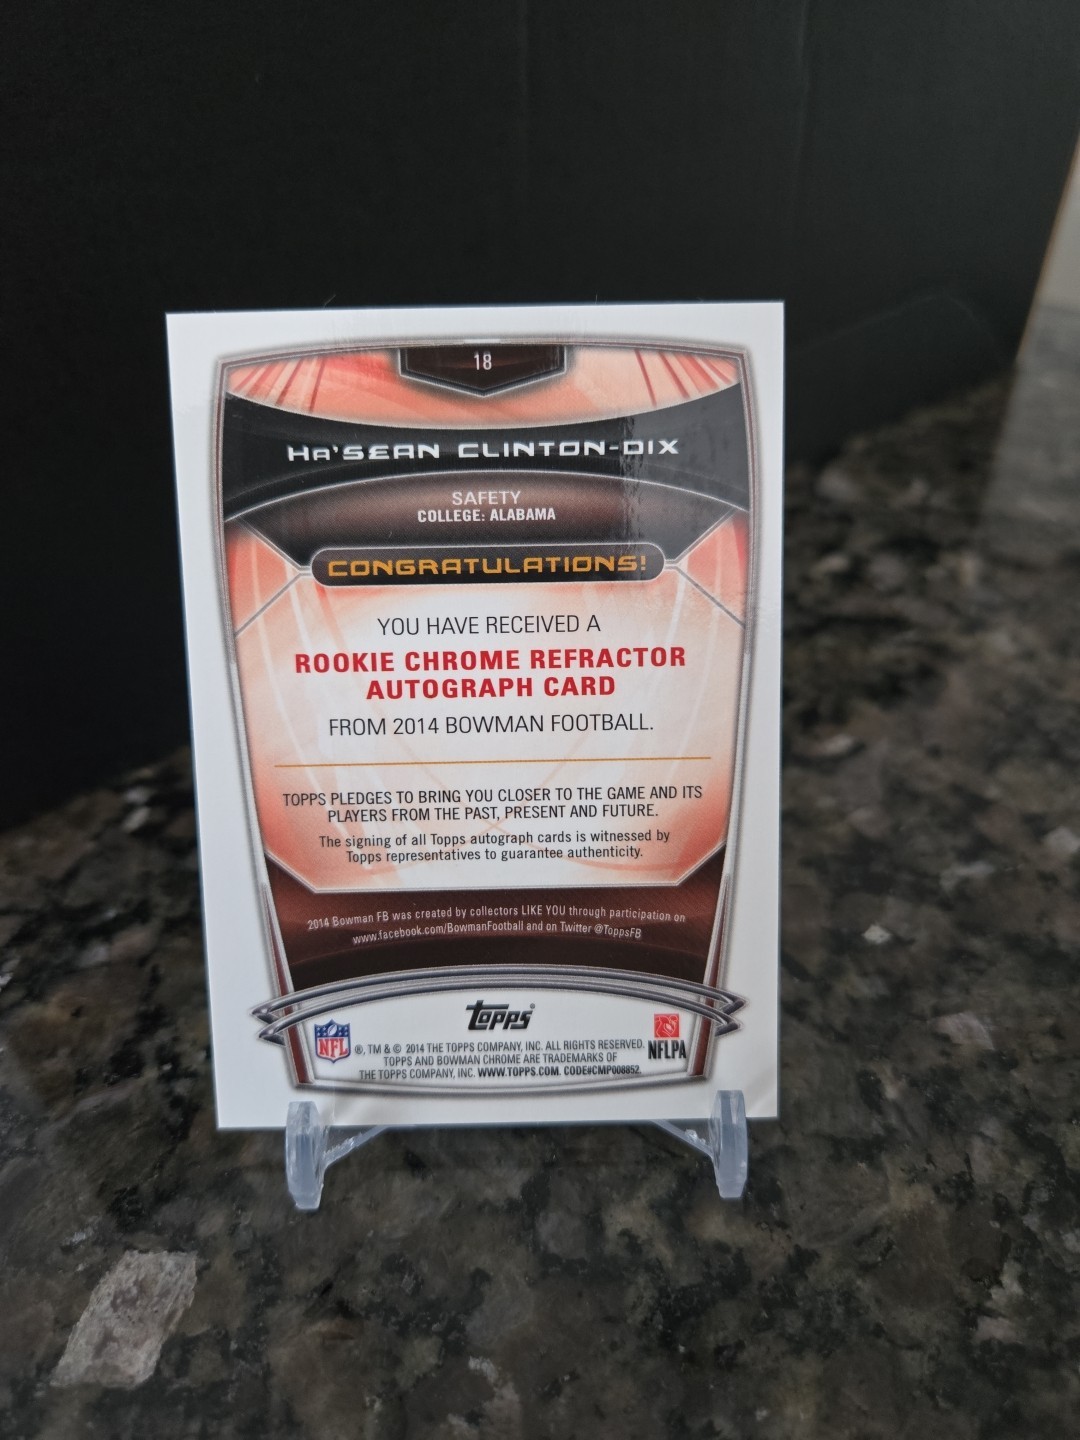 18
Ha'Sean Clinton-Dix
SAFETY
COLLEGE: ALABAMA
CONGRATULATIONS!
YOU HAVE RECEIVED A
ROOKIE CHROME REFRACTOR
AUTOGRAPH CARD
FROM 2014 BOWMAN FOOTBALL.
TOPPS PLEDGES TO BRING YOU CLOSER TO THE GAME AND ITS
PLAYERS FROM THE PAST, PRESENT AND FUTURE.
The signing of all Topps autograph cards is witnessed by
Topps representatives to guarantee authenticity.
2014 Bowman FB was created by collectors LIKE YOU through participation on
www.facebook.com/BowmanFootball and on Twitter @ToppsFB
topps®
NFL
®, TM & © 2014 THE TOPPS COMPANY, INC. ALL RIGHTS RESERVED.
TOPPS AND BOWMAN CHROME ARE TRADEMARKS OF
THE TOPPS COMPANY, INC. WWW.TOPPS.COM. CODE#CMP008852.
NFLPA